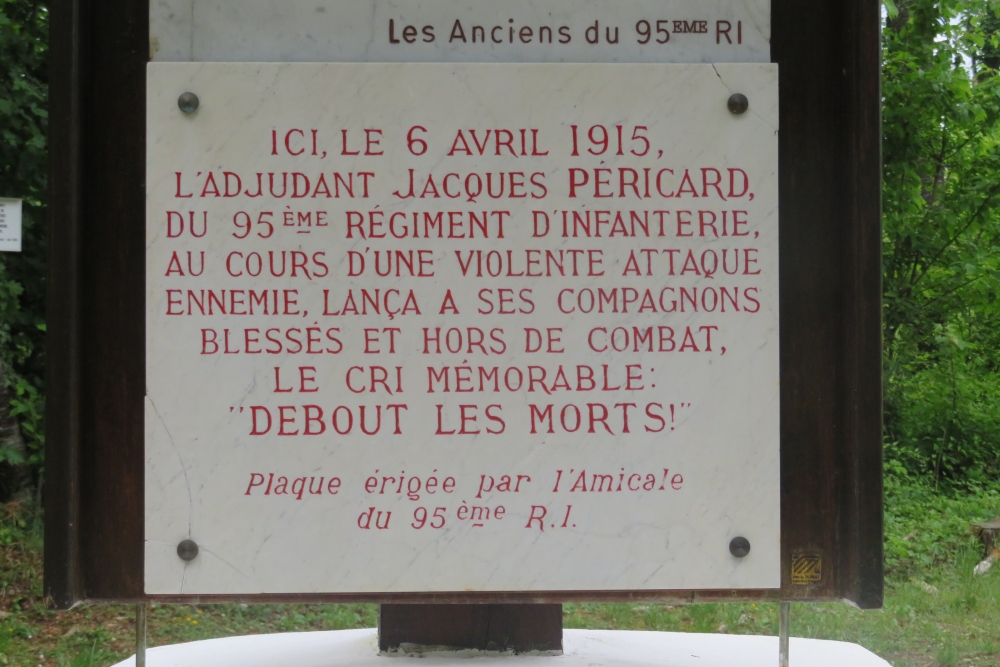 Les Anciens du 95EME RI
ICI, LE 6 AVRIL 1915,
L'ADJUDANT JACQUES PÉRICARD,
DU 95ÈME RÉGIMENT D'INFANTERIE,
AU COURS D'UNE VIOLENTE ATTAQUE
ENNEMIE, LANÇA A SES COMPAGNONS
BLESSÉS ET HORS DE COMBAT,
LE CRI MÉMORABLE:
"DEBOUT LES MORTS!"
Plaque érigée par l'Amicale
du 95ème R.I.